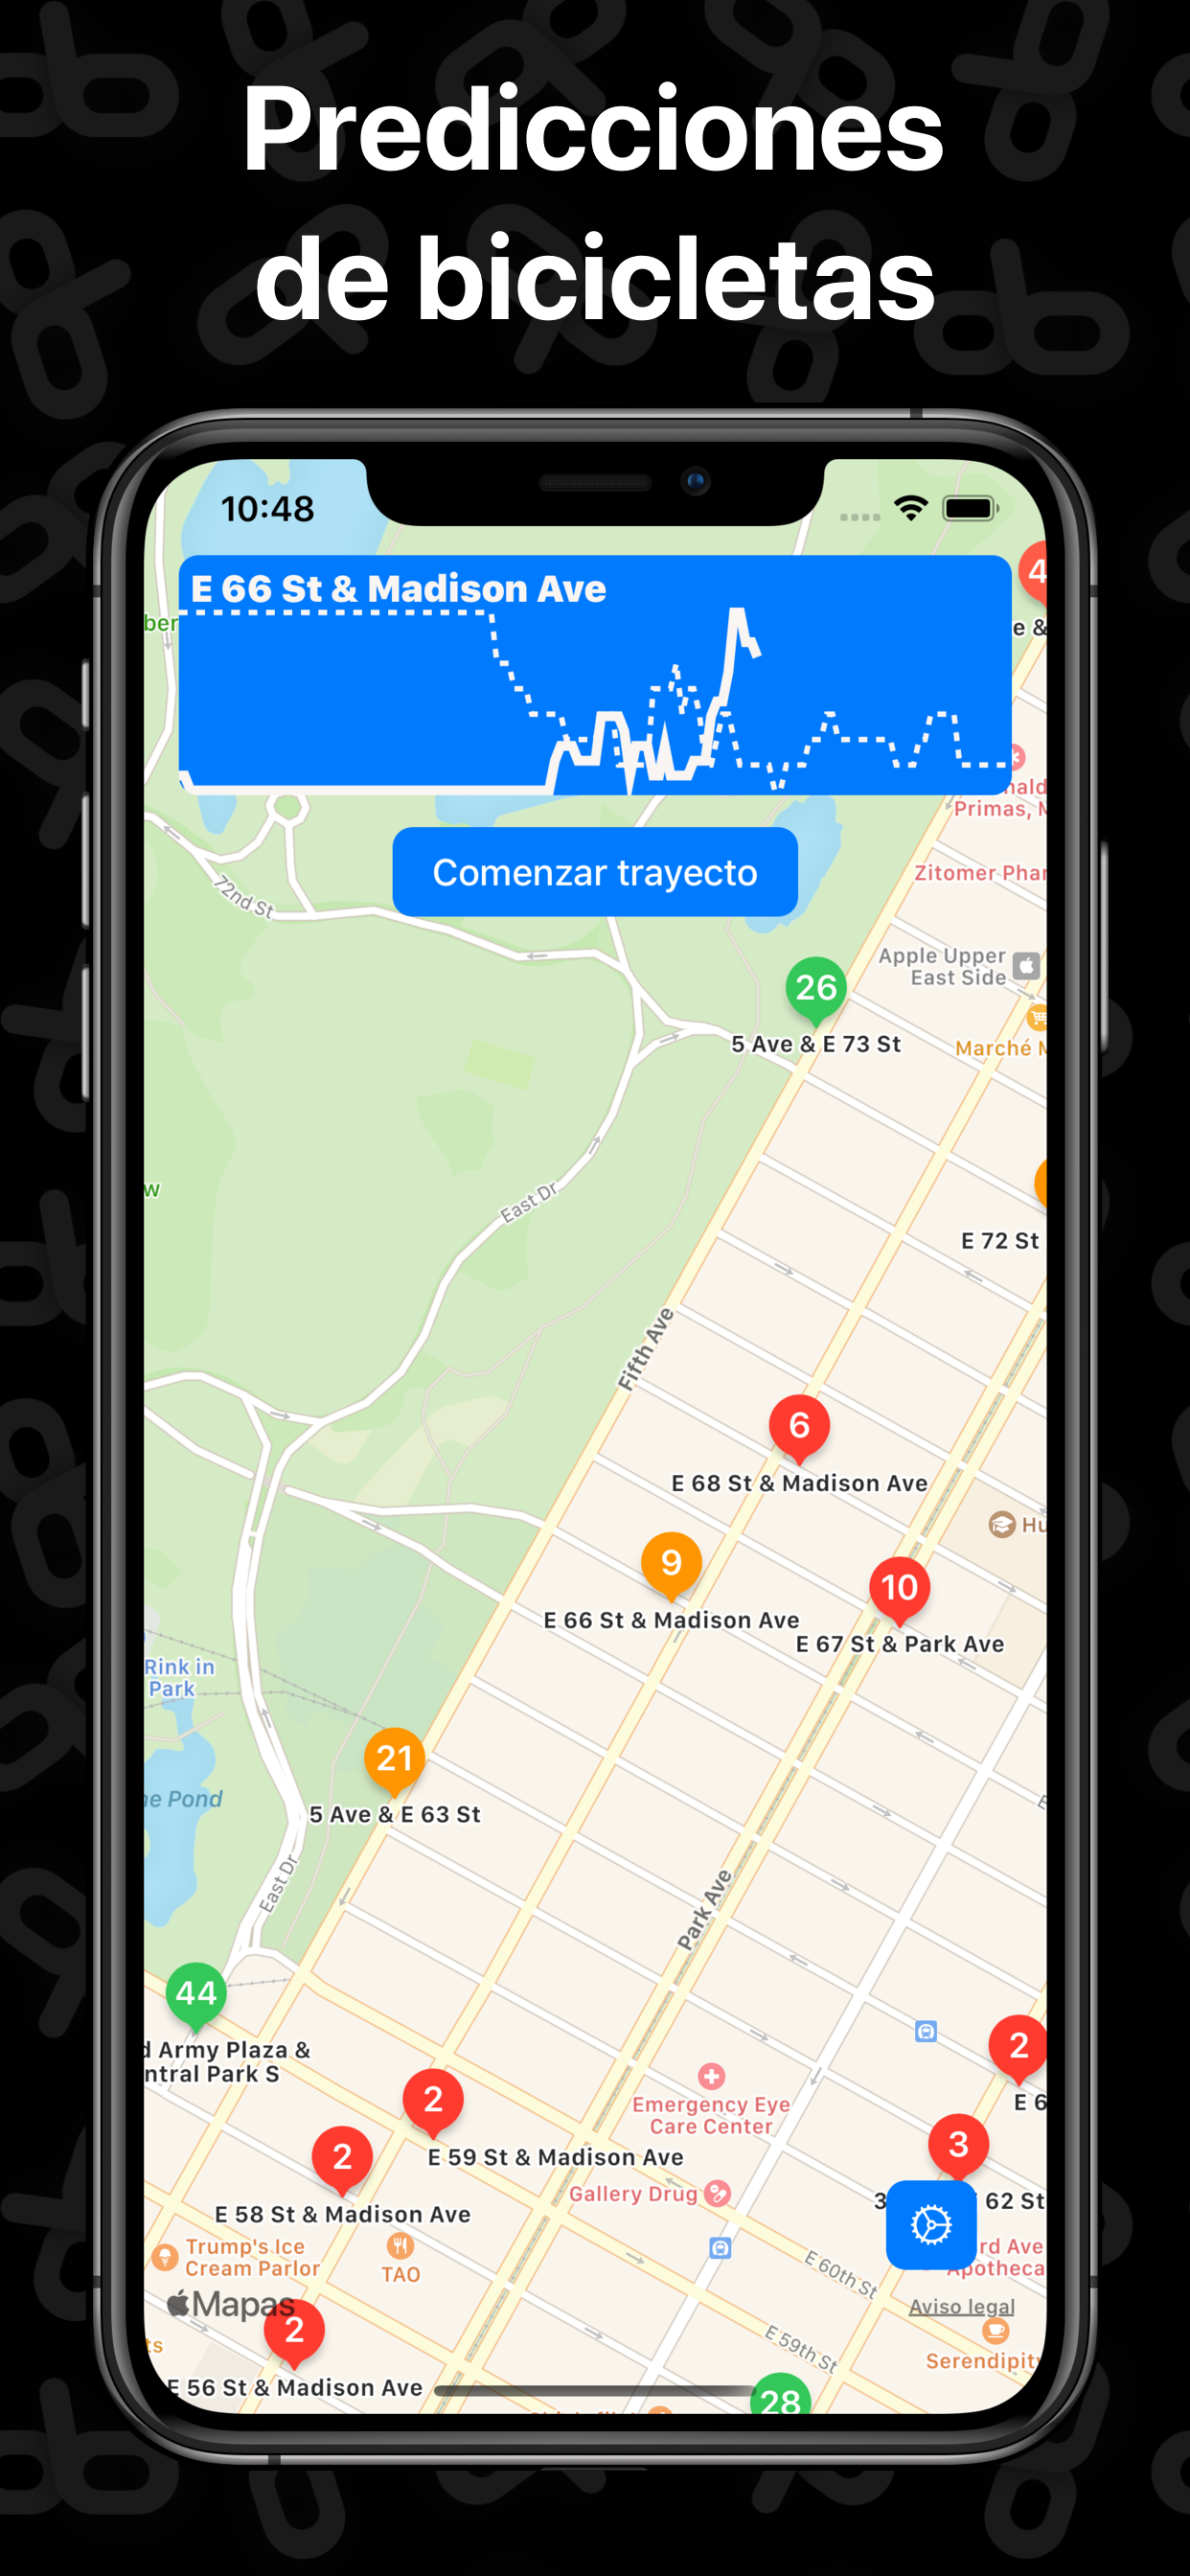 Predicciones
de bicicletas
10:48
E 66 St & Madison Ave
4
e &
Primas, M
Comenzar trayecto
Zitomer Phar
72nd St
Apple Upper
East Side
26
5 Ave & E 73 St
Marché M
w
East Dr
E 72 St
Fifth Ave
6
E 68 St & Madison Ave
Hu
9
E 66 St & Madison Ave
10
E 67 St & Park Ave
Rink in
Park
21
5 Ave & E 63 St
ne Pond
East Dr
Park Ave
44
d Army Plaza &
ntral Park S
2
E 6
Emergency Eye
Care Center
2
E 59 St & Madison Ave
2
E 58 St & Madison Ave
3
3 62 St
Gallery Drug
Trump's Ice
Cream Parlor
TAO
rd Ave
Apotheca
E 60th St
Mapas
Aviso legal
2
E 59th St
ts
Serendipity
E 56 St & Madison Ave
28